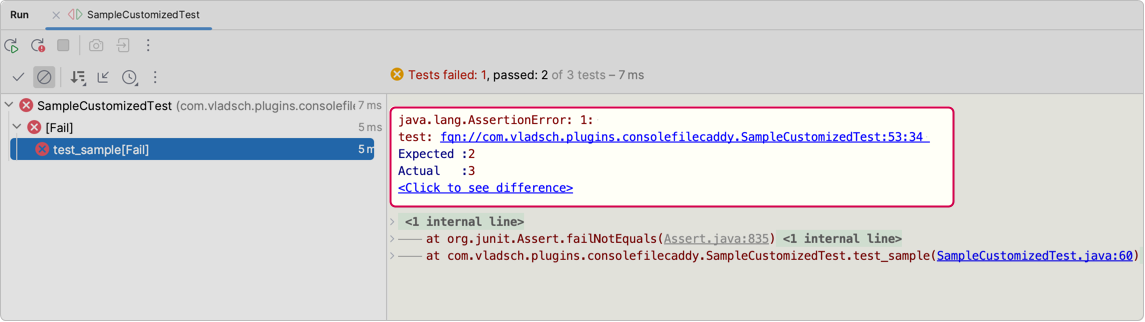 Run SampleCustomizedTest
Tests failed: 1, passed: 2 of 3 tests – 7 ms
SampleCustomizedTest (com.vladsch.plugins.consolefile 7 ms
[Fail] 5 ms
test_sample[Fail] 5 m
java.lang.AssertionError: 1:
test: fqn://com.vladsch.plugins.consolefilecaddy.SampleCustomizedTest:53:34
Expected :2
Actual :3
<Click to see difference>
<1 internal line>
at org.junit.Assert.failNotEquals(Assert.java:835) <1 internal line>
at com.vladsch.plugins.consolefilecaddy.SampleCustomizedTest.test_sample(SampleCustomizedTest.java:60)